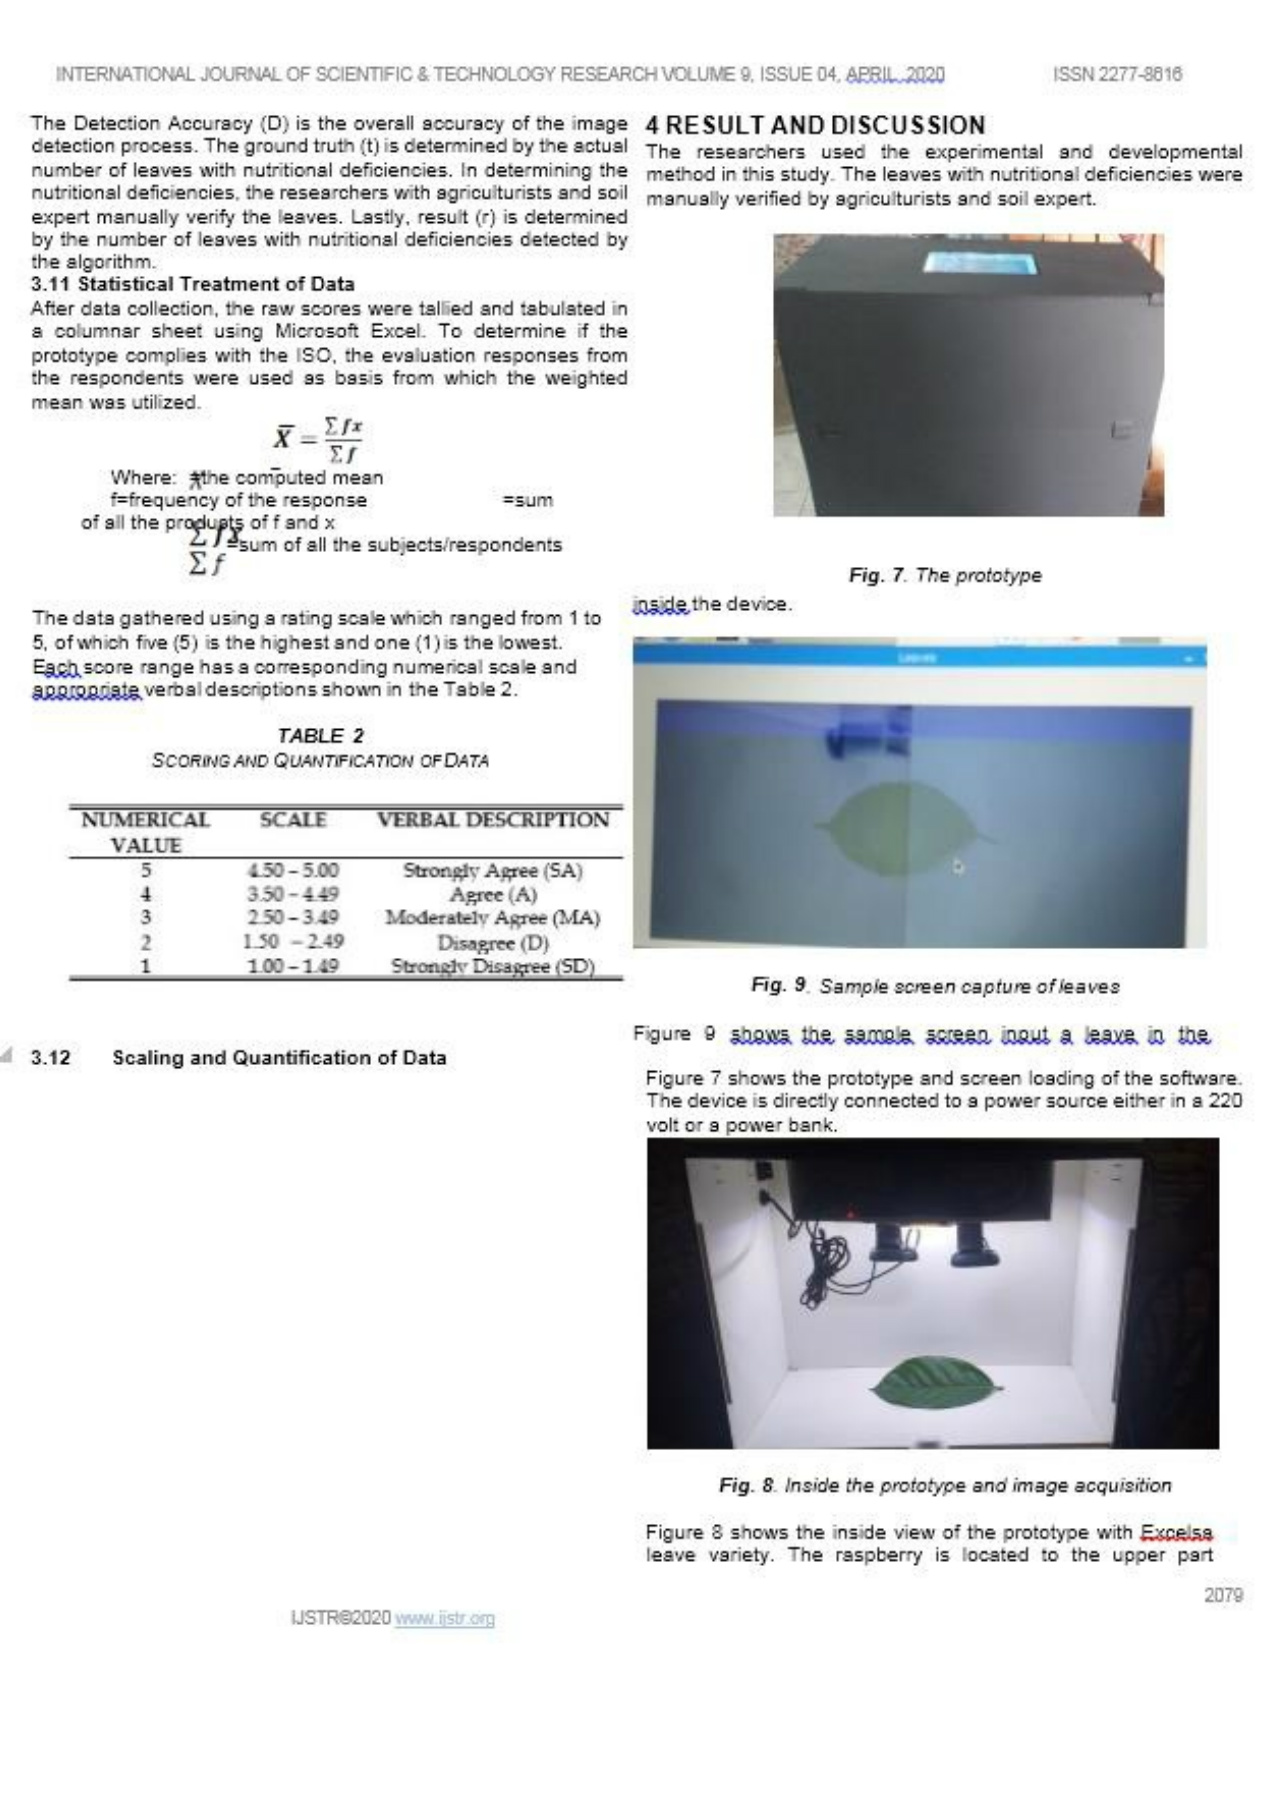 INTERNATIONAL JOURNAL OF SCIENTIFIC & TECHNOLOGY RESEARCH VOLUME 9, ISSUE 04, APRIL 2020 ISSN 2277-8616
The Detection Accuracy (D) is the overall accuracy of the image
detection process. The ground truth (t) is determined by the actual
number of leaves with nutritional deficiencies. In determining the
nutritional deficiencies, the researchers with agriculturists and soil
expert manually verify the leaves. Lastly, result (r) is determined
by the number of leaves with nutritional deficiencies detected by
the algorithm.
3.11 Statistical Treatment of Data
After data collection, the raw scores were tallied and tabulated in
a columnar sheet using Microsoft Excel. To determine if the
prototype complies with the ISO, the evaluation responses from
the respondents were used as basis from which the weighted
mean was utilized.
X̄ = Σfx / Σf
Where: =the computed mean
f=frequency of the response =sum
of all the products of f and x
Σ fx
=sum of all the subjects/respondents
Σ f
The data gathered using a rating scale which ranged from 1 to
5, of which five (5) is the highest and one (1) is the lowest.
Each score range has a corresponding numerical scale and
appropriate verbal descriptions shown in the Table 2.
TABLE 2
SCORING AND QUANTIFICATION OF DATA
NUMERICAL VALUE SCALE VERBAL DESCRIPTION
5 4.50 – 5.00 Strongly Agree (SA)
4 3.50 – 4.49 Agree (A)
3 2.50 – 3.49 Moderately Agree (MA)
2 1.50 – 2.49 Disagree (D)
1 1.00 – 1.49 Strongly Disagree (SD)
3.12 Scaling and Quantification of Data
4 RESULT AND DISCUSSION
The researchers used the experimental and developmental
method in this study. The leaves with nutritional deficiencies were
manually verified by agriculturists and soil expert.
Fig. 7. The prototype
inside the device.
Leaves
Fig. 9. Sample screen capture of leaves
Figure 9 shows the sample screen input a leave in the
Figure 7 shows the prototype and screen loading of the software.
The device is directly connected to a power source either in a 220
volt or a power bank.
Fig. 8. Inside the prototype and image acquisition
Figure 8 shows the inside view of the prototype with Excelsa
leave variety. The raspberry is located to the upper part
2079
IJSTR©2020 www.ijstr.org